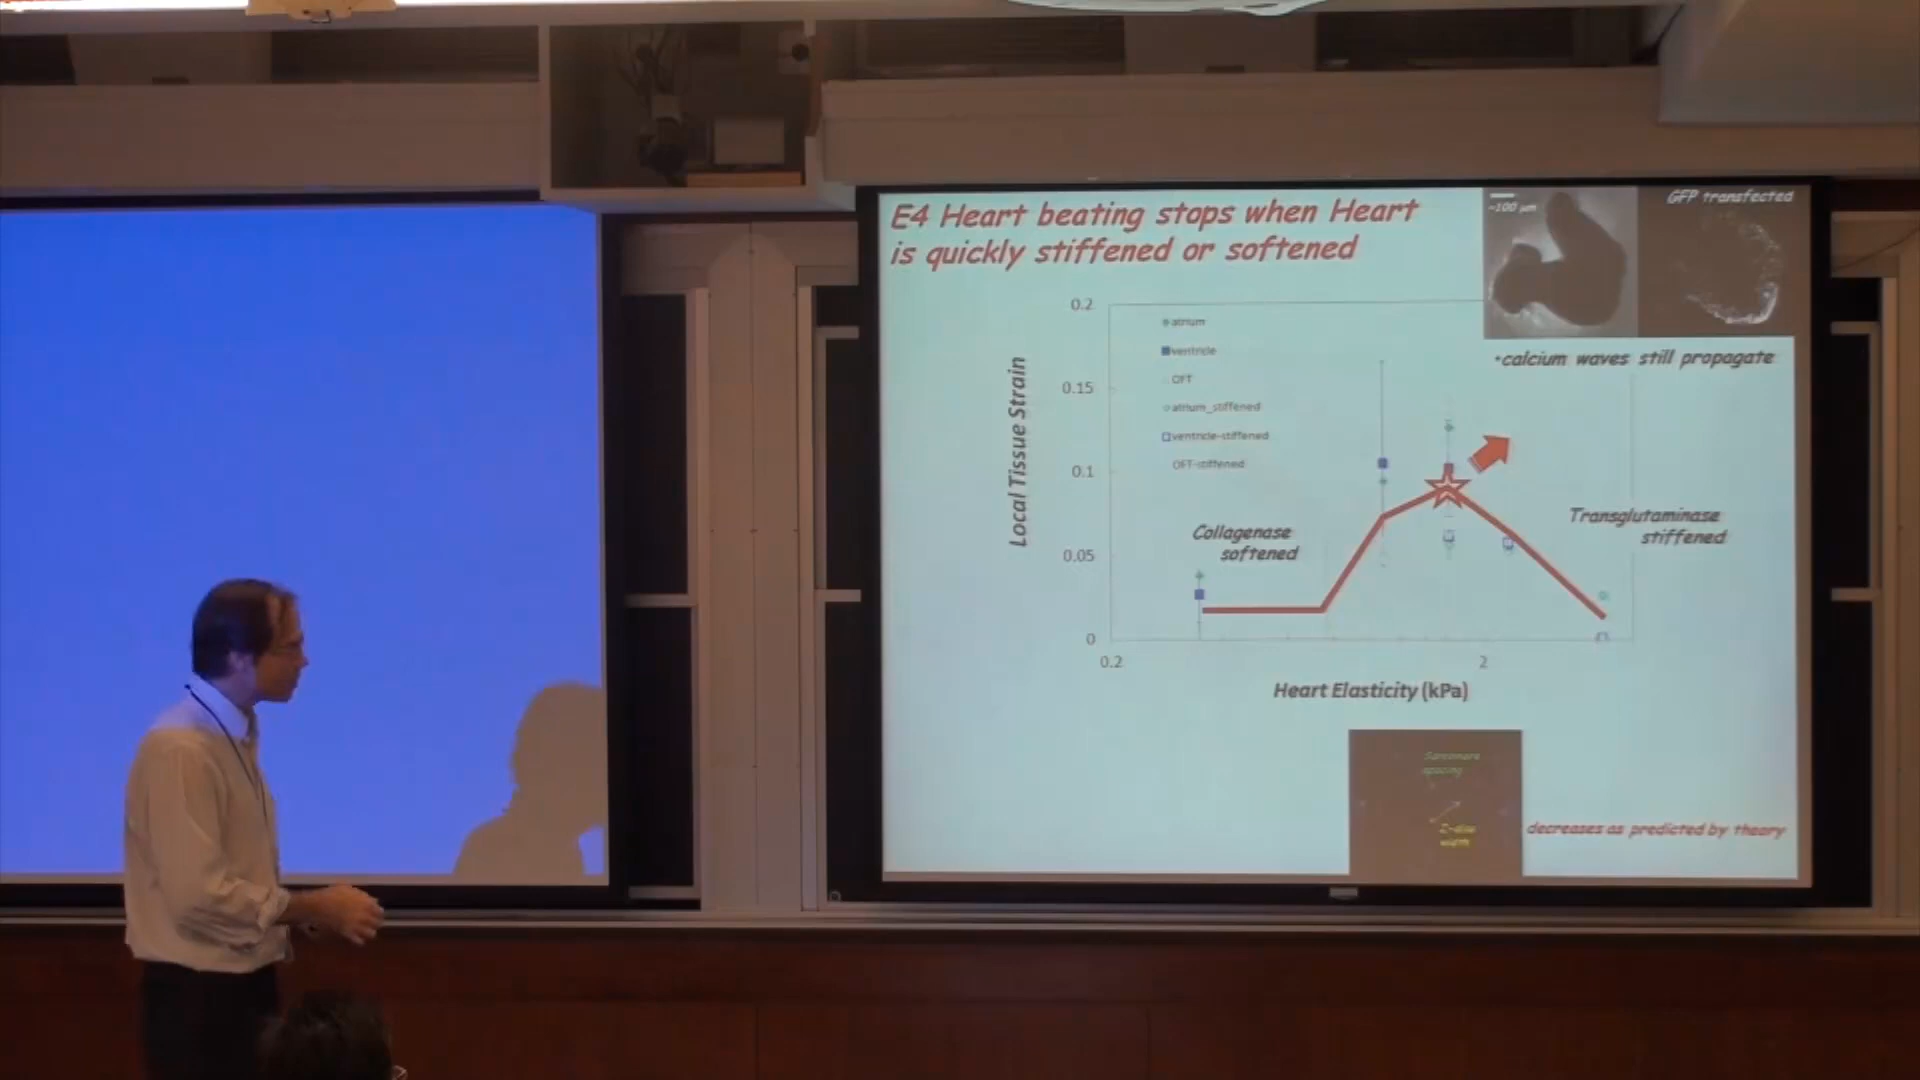 E4 Heart beating stops when Heart
is quickly stiffened or softened
~100 µm
GFP transfected
•calcium waves still propagate
0.2
0.15
0.1
0.05
0
Local Tissue Strain
atrium
ventricle
OFT
atrium_stiffened
ventricle-stiffened
OFT-stiffened
Collagenase
softened
Transglutaminase
stiffened
0.2
2
Heart Elasticity (kPa)
Sarcomere
spacing
Z-disc
width
decreases as predicted by theory